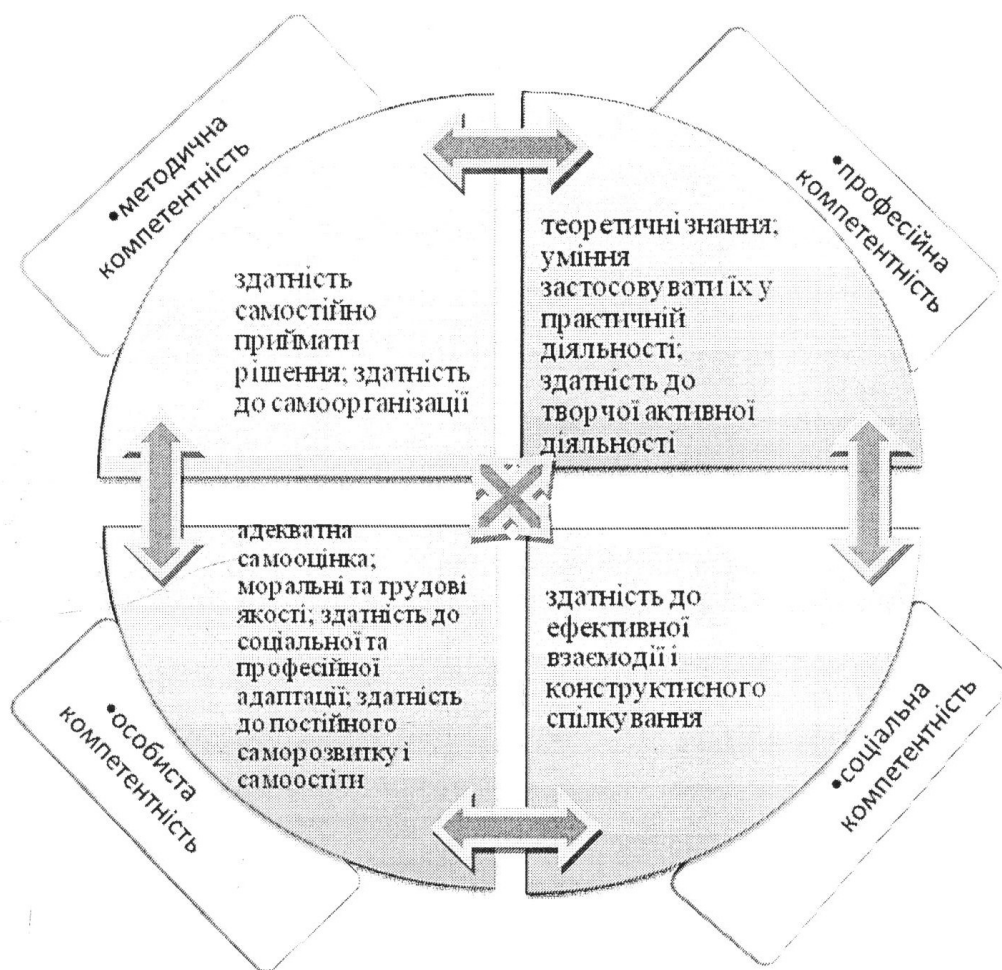 •методична
компетентність
здатність
самостійно
приймати
рішення; здатність
до самоорганізації
•професійна
компетентність
теоретичні знання;
уміння
застосовувати їх у
практичній
діяльності;
здатність до
творчої активної
діяльності
•особиста
компетентність
адекватна
самооцінка;
моральні та трудові
якості; здатність до
соціальної та
професійної
адаптації; здатність
до постійного
саморозвитку і
самоостіти
•соціальна
компетентність
здатність до
ефективної
взаємодії і
конструктисного
спілкування